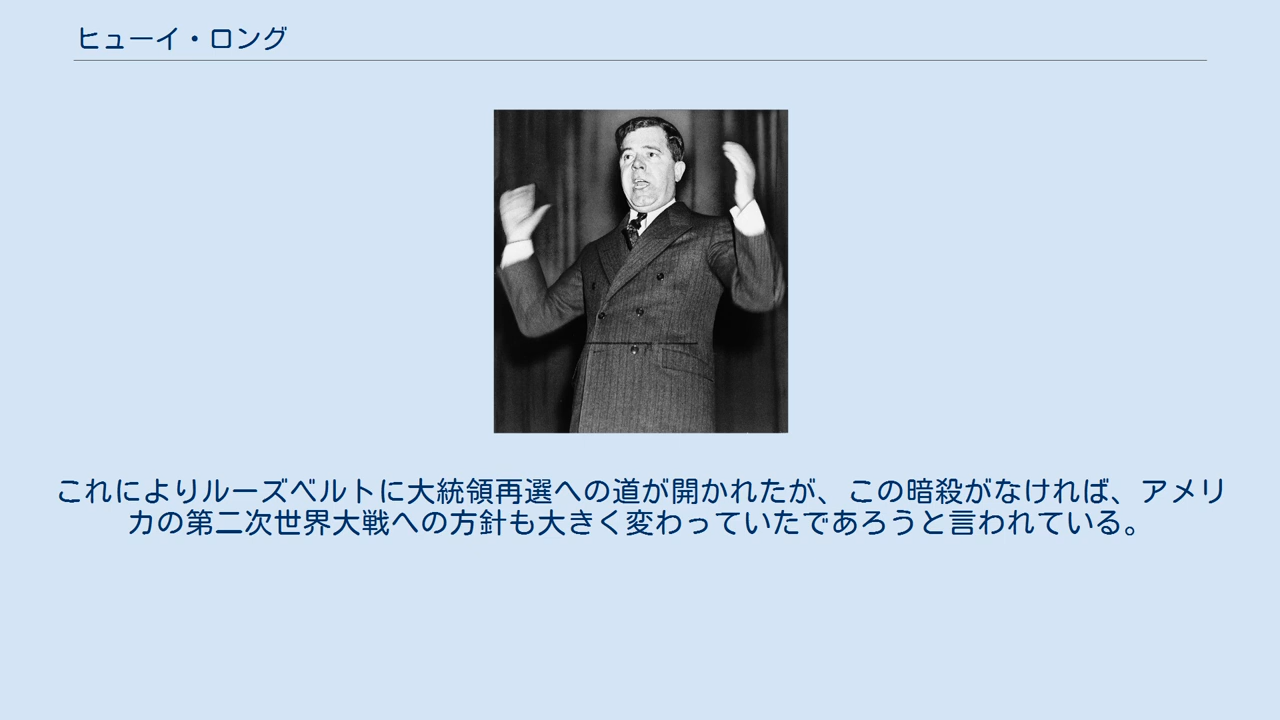 ヒューイ・ロング
これによりルーズベルトに大統領再選への道が開かれたが、この暗殺がなければ、アメリ
カの第二次世界大戦への方針も大きく変わっていたであろうと言われている。